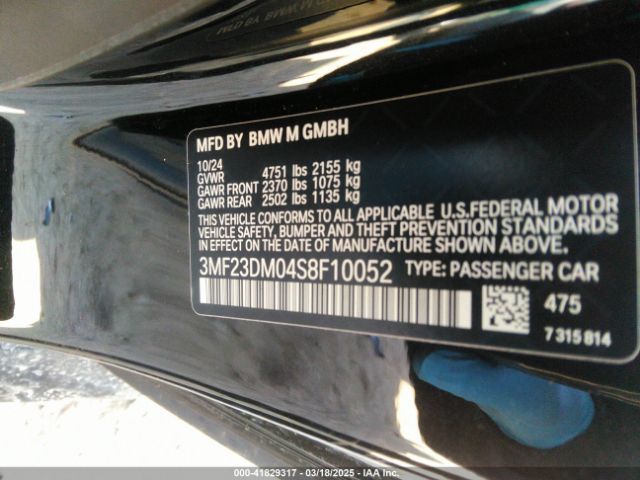 MFD BY BMW M GMBH
10/24
GVWR 4751 lbs 2155 kg
GAWR FRONT 2370 lbs 1075 kg
GAWR REAR 2502 lbs 1135 kg
THIS VEHICLE CONFORMS TO ALL APPLICABLE U.S.FEDERAL MOTOR
VEHICLE SAFETY, BUMPER, AND THEFT PREVENTION STANDARDS
IN EFFECT ON THE DATE OF MANUFACTURE SHOWN ABOVE.
3MF23DM04S8F10052 TYPE: PASSENGER CAR
475
7315814
000-41829317 - 03/18/2025 - IAA Inc.